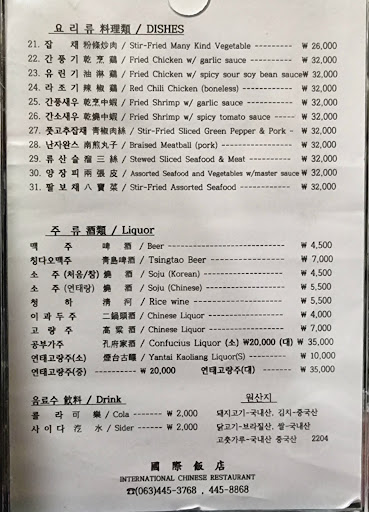 요 리 류 料理類 / DISHES
21. 잡 채 粉條炒肉 / Stir-Fried Many Kind Vegetable ---------- ₩ 26,000
22. 간 풍 기 乾 烹 鷄 / Fried Chicken w/ garlic sauce ---------- ₩ 32,000
23. 유 린 기 油 淋 鷄 / Fried Chicken w/ spicy sour soy bean sauce₩ 32,000
24. 라 조 기 辣 椒 鷄 / Red Chili Chicken (boneless) ---------- ₩ 32,000
25. 간풍새우 乾烹中蝦 / Fried Shrimp w/ garlic sauce ---------- ₩ 32,000
26. 간소새우 乾燒中蝦 / Fried Shrimp w/ spicy tomato sauce ----- ₩ 32,000
27. 풋고추잡채 青椒肉絲 / Stir-Fried Sliced Green Pepper & Pork - ₩ 32,000
28. 난자완스 南煎丸子 / Braised Meatball (pork) ---------- ₩ 32,000
29. 류 산 슬 溜 三 絲 / Stewed Sliced Seafood & Meat ---------- ₩ 32,000
30. 양 장 피 兩 張 皮 / Assorted Seafood and Vegetables w/master sauce ₩ 32,000
31. 팔 보 채 八 寶 菜 / Stir-Fried Assorted Seafood ---------- ₩ 32,000
주 류 酒類 / Liquor
맥 주 啤 酒 / Beer ---------- ₩ 4,500
칭다오맥주 青島啤酒 / Tsingtao Beer ---------- ₩ 7,000
소 주 (처음/참) 燒 酒 / Soju (Korean) ---------- ₩ 4,500
소 주 (연태랑) 燒 酒 / Soju (Chinese) ---------- ₩ 5,500
청 하 清 河 / Rice wine ---------- ₩ 5,500
이 과 두 주 二鍋頭酒 / Chinese Liquor ---------- ₩ 4,000
고 량 주 高 粱 酒 / Chinese Liquor ---------- ₩ 7,000
공부가주 孔府家酒 / Confucius Liquor (소) ₩20,000 (대) ₩ 35,000
연태고량주(소) 煙台古釀 / Yantai Kaoliang Liquor(S) ---------- ₩ 10,000
연태고량주(중) ---------- ₩ 20,000 연태고량주(대) ------- ₩ 35,000
음료수 飲料 / Drink
콜 라 可 樂 / Cola ---------- ₩ 2,000
사 이 다 汽 水 / Sider ------ ₩ 2,000
원산지
돼지고기-국내산, 김치-중국산
닭고기-브라질산, 쌀-국내산
고춧가루-국내산 중국산 2204
國 際 飯 店
INTERNATIONAL CHINESE RESTAURANT
☎(063)445-3768 , 445-8868